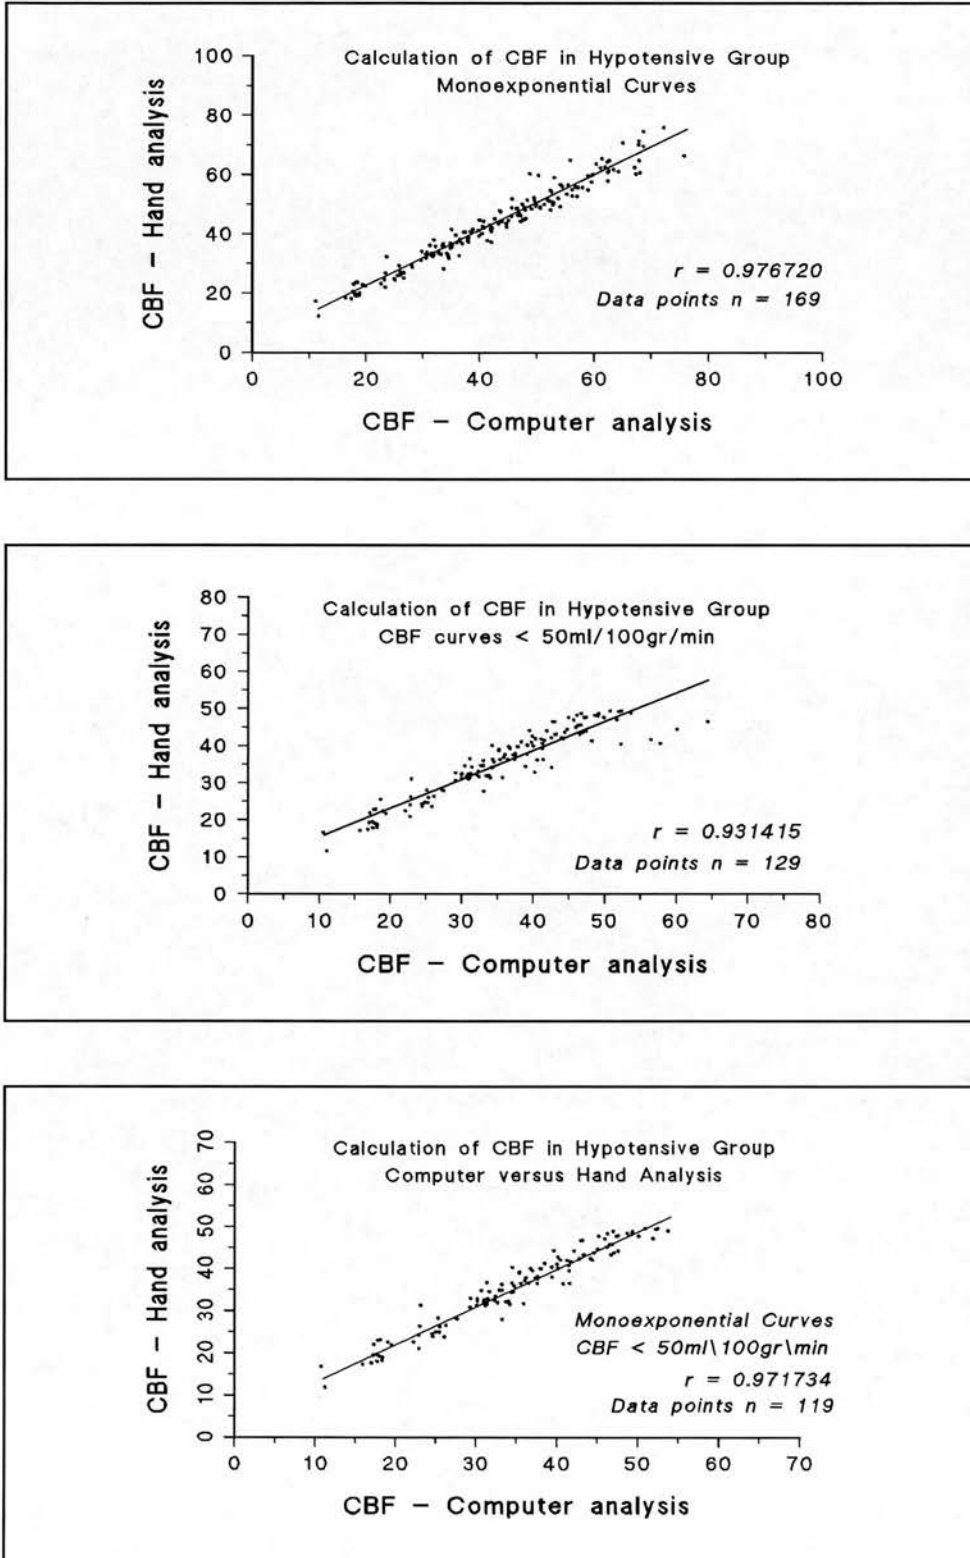 Calculation of CBF in Hypotensive Group
Monoexponential Curves
100
80
60
40
20
0
CBF – Hand analysis
r = 0.976720
Data points n = 169
0 20 40 60 80 100
CBF – Computer analysis
Calculation of CBF in Hypotensive Group
CBF curves < 50ml/100gr/min
80
70
60
50
40
30
20
10
0
CBF – Hand analysis
r = 0.931415
Data points n = 129
0 10 20 30 40 50 60 70 80
CBF – Computer analysis
Calculation of CBF in Hypotensive Group
Computer versus Hand Analysis
70
60
50
40
30
20
10
0
CBF – Hand analysis
Monoexponential Curves
CBF < 50ml\100gr\min
r = 0.971734
Data points n = 119
0 10 20 30 40 50 60 70
CBF – Computer analysis